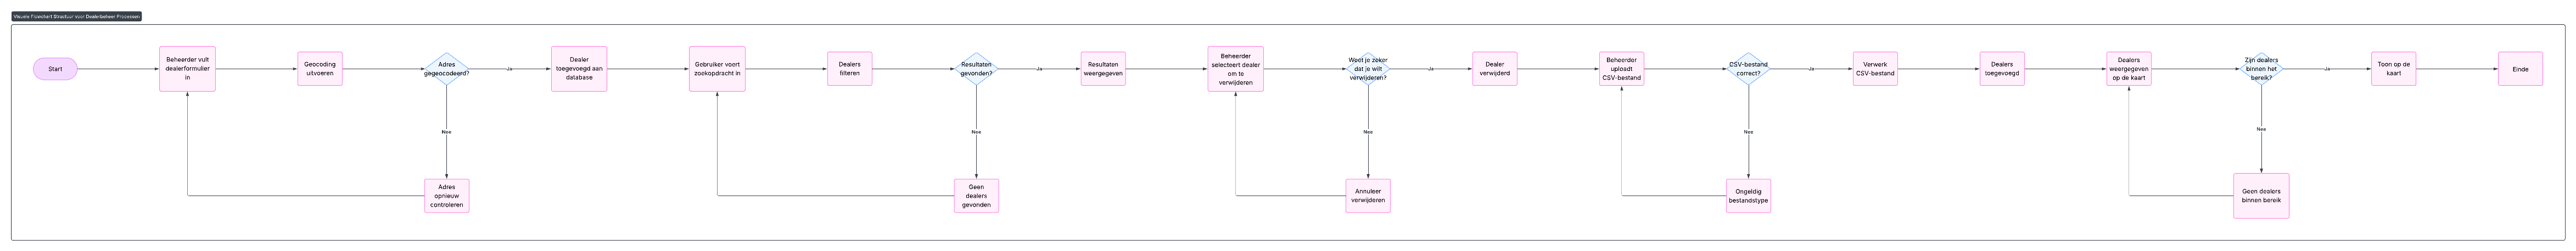 Visuele Flowchart Structuur voor Dealerbeheer Processen
Start
Beheerder vult
dealerformulier
in
Geocoding
uitvoeren
Adres
gegeocodeerd?
Ja
Nee
Adres
opnieuw
controleren
Dealer
toegevoegd aan
database
Gebruiker voert
zoekopdracht in
Dealers
filteren
Resultaten
gevonden?
Ja
Nee
Geen
dealers
gevonden
Resultaten
weergegeven
Beheerder
selecteert dealer
om te
verwijderen
Weet je zeker
dat je wilt
verwijderen?
Ja
Nee
Annuleer
verwijderen
Dealer
verwijderd
Beheerder
uploadt
CSV-bestand
CSV-bestand
correct?
Ja
Nee
Ongeldig
bestandstype
Verwerk
CSV-bestand
Dealers
toegevoegd
Dealers
weergegeven
op de kaart
Zijn dealers
binnen het
bereik?
Ja
Nee
Geen dealers
binnen bereik
Toon op de
kaart
Einde